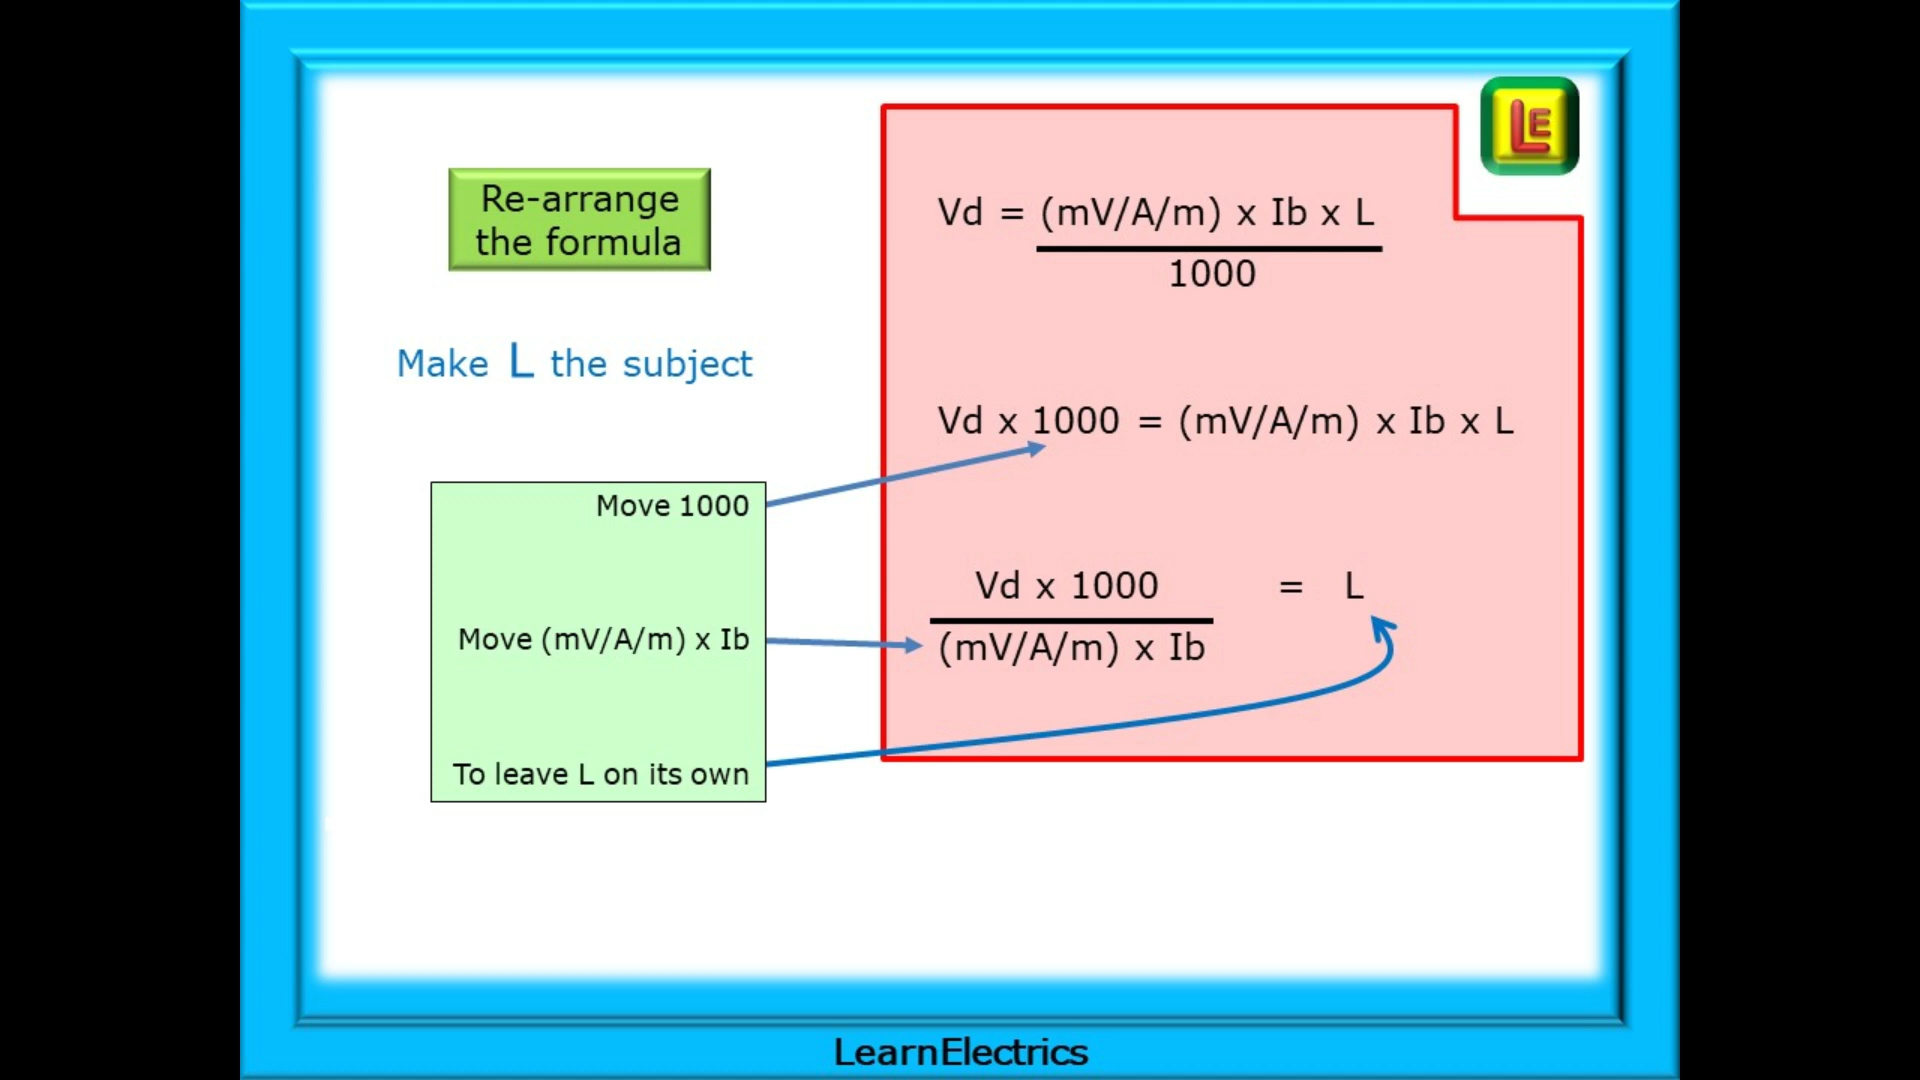 LE
Re-arrange
the formula
Make L the subject
Vd = (mV/A/m) x Ib x L
1000
Vd x 1000 = (mV/A/m) x Ib x L
Move 1000
Vd x 1000 = L
(mV/A/m) x Ib
Move (mV/A/m) x Ib
To leave L on its own
LearnElectrics